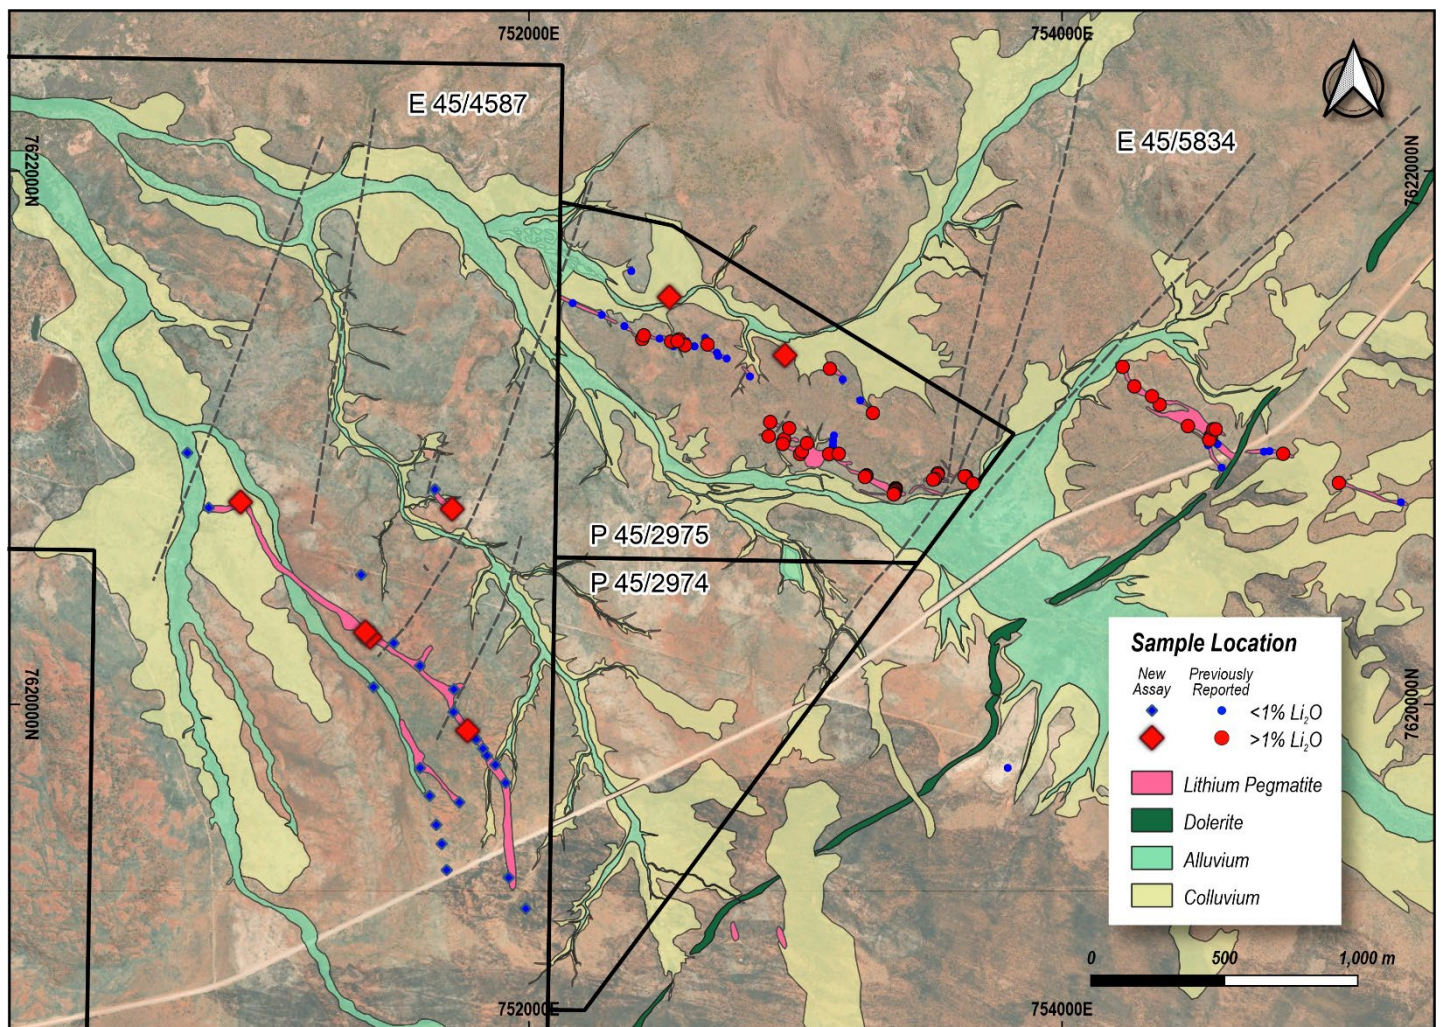 752000E
754000E
E 45/4587
E 45/5834
7622000N
7622000N
P 45/2975
P 45/2974
7620000N
7620000N
Sample Location
New
Assay
Previously
Reported
<1% Li₂O
>1% Li₂O
Lithium Pegmatite
Dolerite
Alluvium
Colluvium
0 500 1,000 m
752000E
754000E